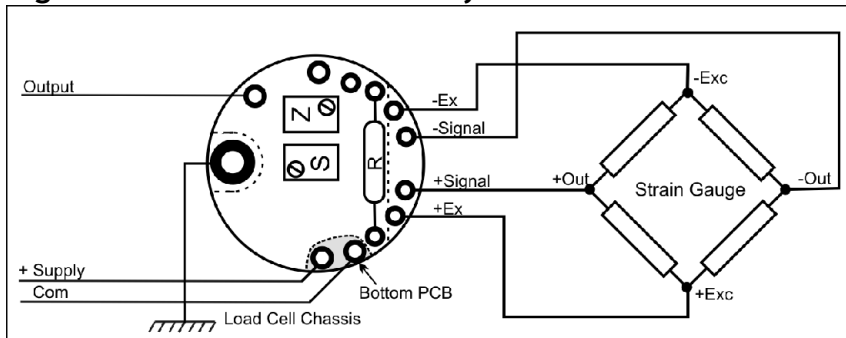 Output
-Ex
-Exc
Z
-Signal
S
R
+Signal
+Out
Strain Gauge
-Out
+Ex
+ Supply
Com
Bottom PCB
+Exc
Load Cell Chassis